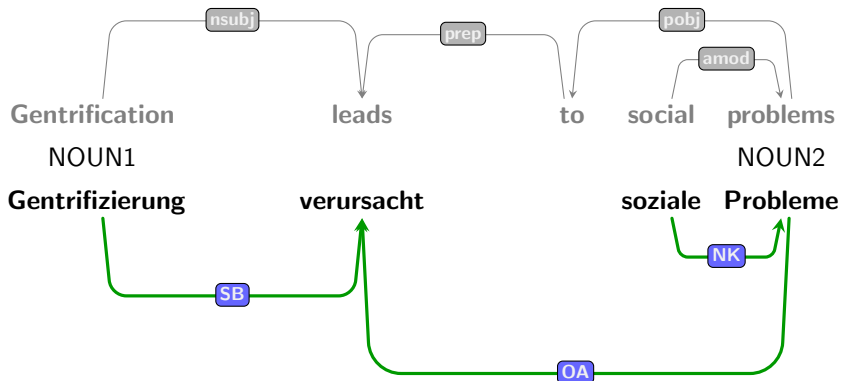 nsubj prep pobj
amod
Gentrification leads to social problems
NOUN1 NOUN2
Gentrifizierung verursacht soziale Probleme
NK
SB
OA